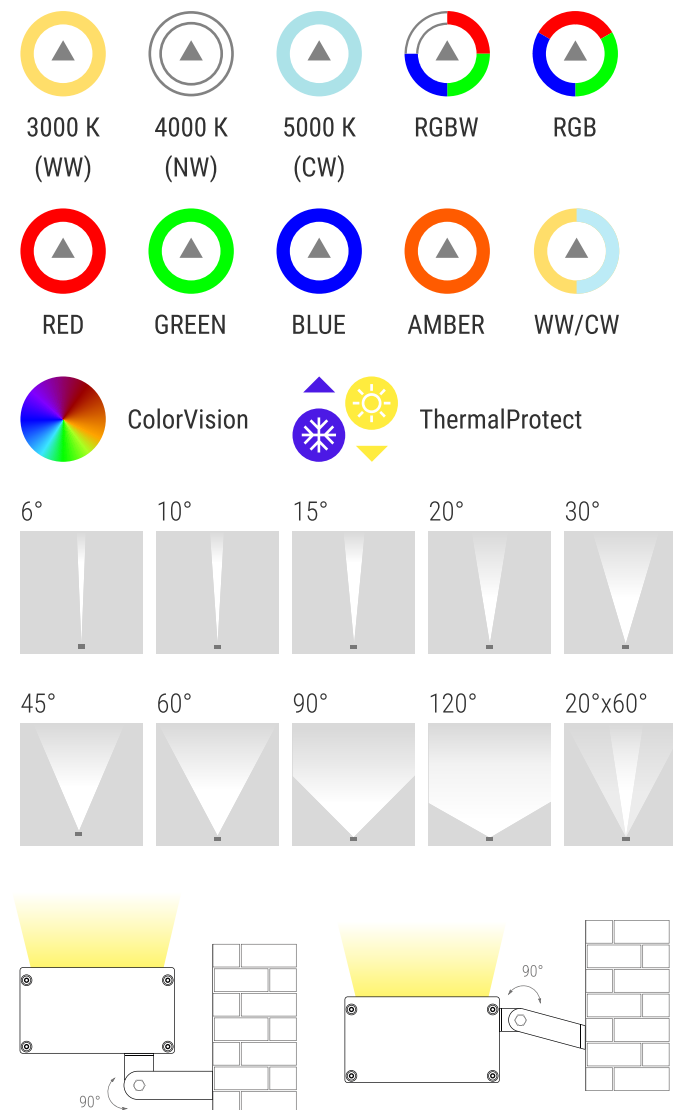 3000 K 4000 K 5000 K RGBW RGB
(WW) (NW) (CW)
RED GREEN BLUE AMBER WW/CW
ColorVision ThermalProtect
6° 10° 15° 20° 30°
45° 60° 90° 120° 20°x60°
90°
90°